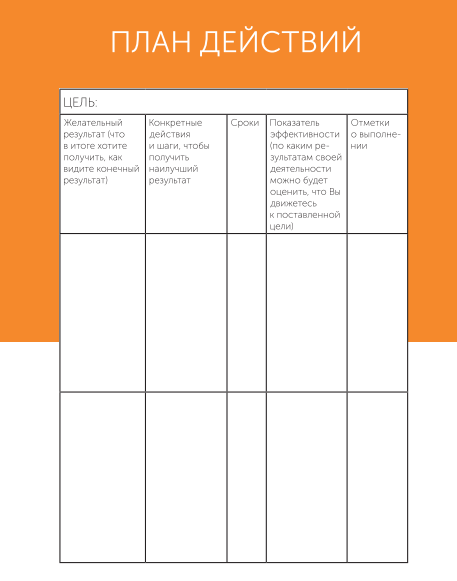 ПЛАН ДЕЙСТВИЙ
ЦЕЛЬ:
Желательный
результат (что
в итоге хотите
получить, как
видите конечный
результат)
Конкретные
действия
и шаги, чтобы
получить
наилучший
результат
Сроки
Показатель
эффективности
(по каким ре-
зультатам своей
деятельности
можно будет
оценить, что Вы
движетесь
к поставленной
цели)
Отметки
о выполне-
нии